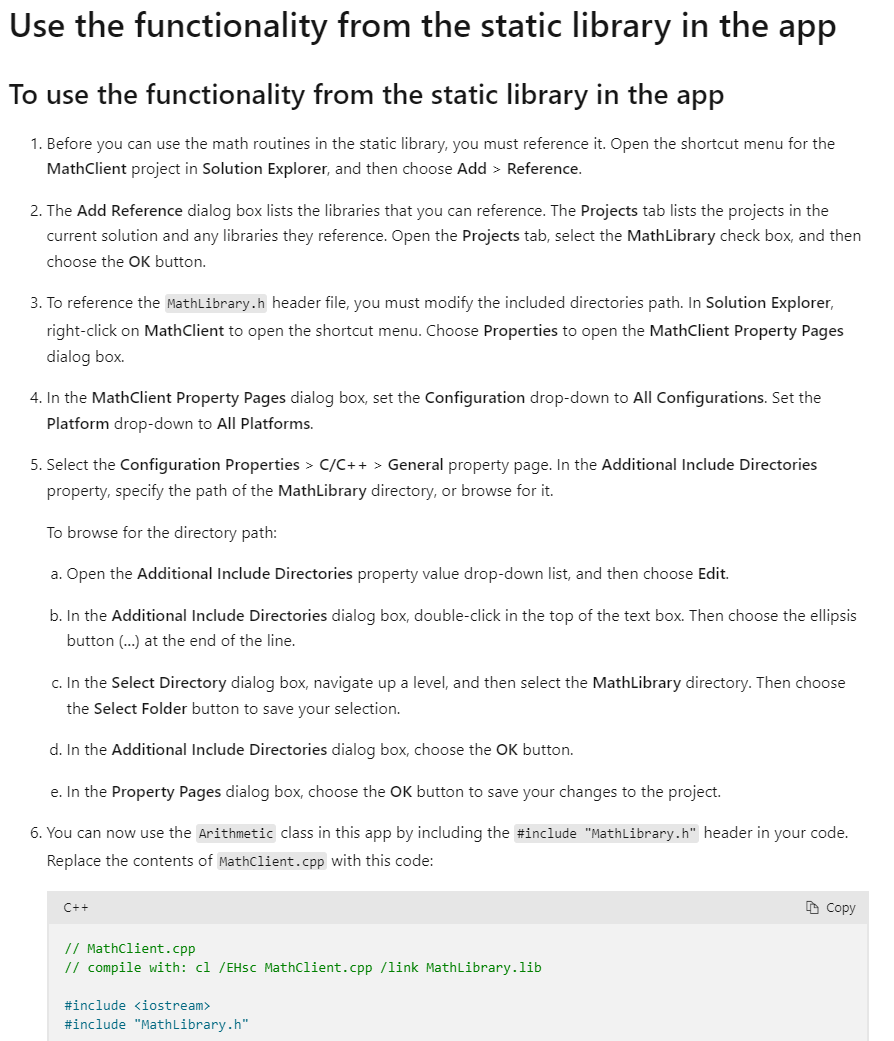 Use the functionality from the static library in the app
To use the functionality from the static library in the app
1. Before you can use the math routines in the static library, you must reference it. Open the shortcut menu for the
MathClient project in Solution Explorer, and then choose Add > Reference.
2. The Add Reference dialog box lists the libraries that you can reference. The Projects tab lists the projects in the
current solution and any libraries they reference. Open the Projects tab, select the MathLibrary check box, and then
choose the OK button.
3. To reference the MathLibrary.h header file, you must modify the included directories path. In Solution Explorer,
right-click on MathClient to open the shortcut menu. Choose Properties to open the MathClient Property Pages
dialog box.
4. In the MathClient Property Pages dialog box, set the Configuration drop-down to All Configurations. Set the
Platform drop-down to All Platforms.
5. Select the Configuration Properties > C/C++ > General property page. In the Additional Include Directories
property, specify the path of the MathLibrary directory, or browse for it.
To browse for the directory path:
a. Open the Additional Include Directories property value drop-down list, and then choose Edit.
b. In the Additional Include Directories dialog box, double-click in the top of the text box. Then choose the ellipsis
button (...) at the end of the line.
c. In the Select Directory dialog box, navigate up a level, and then select the MathLibrary directory. Then choose
the Select Folder button to save your selection.
d. In the Additional Include Directories dialog box, choose the OK button.
e. In the Property Pages dialog box, choose the OK button to save your changes to the project.
6. You can now use the Arithmetic class in this app by including the #include "MathLibrary.h" header in your code.
Replace the contents of MathClient.cpp with this code:
C++ Copy
// MathClient.cpp
// compile with: cl /EHsc MathClient.cpp /link MathLibrary.lib
#include <iostream>
#include "MathLibrary.h"